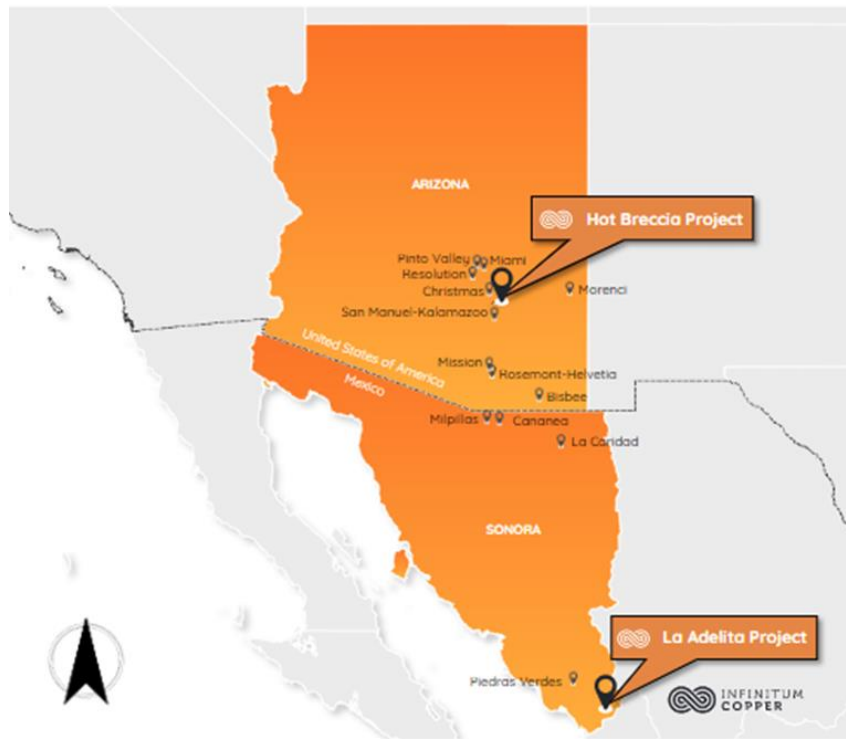 ARIZONA
Hot Breccia Project
Pinto Valley
Miami
Resolution
Christmas
Morenci
San Manuel-Kalamazoo
United States of America
Mexico
Mission
Rosemont-Helvetia
Bisbee
Milpillas
Cananea
La Caridad
SONORA
La Adelita Project
Piedras Verdes
INFINITUM
COPPER